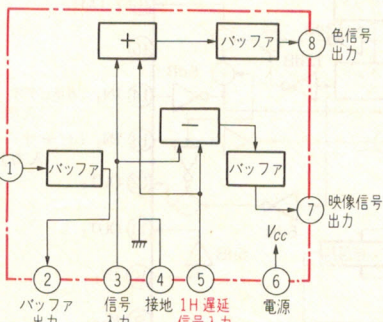 +
バッファ
8
色信号
出力
−
1
バッファ
バッファ
7
映像信号
出力
VCC
2
3
4
5
6
バッファ
出力
信号
入力
接地
1H遅延
信号入力
電源